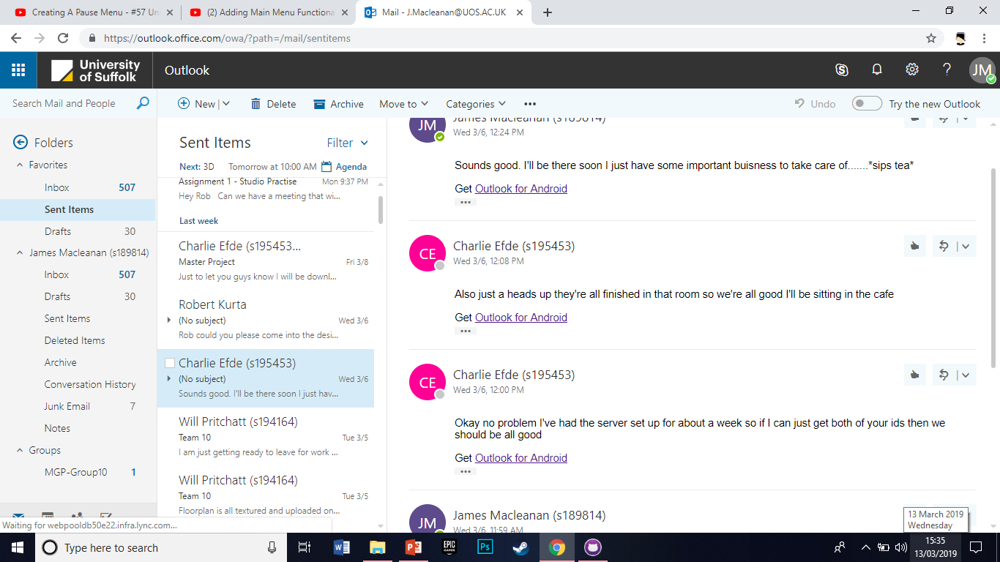 Creating A Pause Menu - #57 Un
(2) Adding Main Menu Functiona
Mail - J.Macleanan@UOS.AC.UK
https://outlook.office.com/owa/?path=/mail/sentitems
University
of Suffolk
Outlook
JM
Search Mail and People
New
Delete
Archive
Move to
Categories
Undo
Try the new Outlook
Folders
Favorites
Inbox 507
Sent Items
Drafts 30
James Macleanan (s189814)
Inbox 507
Drafts 30
Sent Items
Deleted Items
Archive
Conversation History
Junk Email 7
Notes
Groups
MGP-Group10 1
Waiting for webpooldb50e22.infra.lync.com...
Sent Items Filter
Next: 3D Tomorrow at 10:00 AM Agenda
Assignment 1 - Studio Practise Mon 9:37 PM
Hey Rob Can we have a meeting that wi...
Last week
Charlie Efde (s195453...
Master Project Fri 3/8
Just to let you guys know I will be downl...
Robert Kurta
(No subject) Wed 3/6
Rob could you please come into the desi...
Charlie Efde (s195453)
(No subject) Wed 3/6
Sounds good. I'll be there soon I just hav...
Will Pritchatt (s194164)
Team 10 Tue 3/5
I am just getting ready to leave for work ...
Will Pritchatt (s194164)
Team 10 Tue 3/5
Floorplan is all textured and uploaded on...
JM
James Macleanan (s189814)
Wed 3/6, 12:24 PM
Sounds good. I'll be there soon I just have some important buisness to take care of.......*sips tea*
Get Outlook for Android
CE
Charlie Efde (s195453)
Wed 3/6, 12:08 PM
Also just a heads up they're all finished in that room so we're all good I'll be sitting in the cafe
Get Outlook for Android
CE
Charlie Efde (s195453)
Wed 3/6, 12:00 PM
Okay no problem I've had the server set up for about a week so if I can just get both of your ids then we
should be all good
Get Outlook for Android
JM
James Macleanan (s189814)
Wed 3/6, 11:59 AM
13 March 2019
Wednesday
Type here to search
EPIC
GAMES
Ps
15:35
13/03/2019